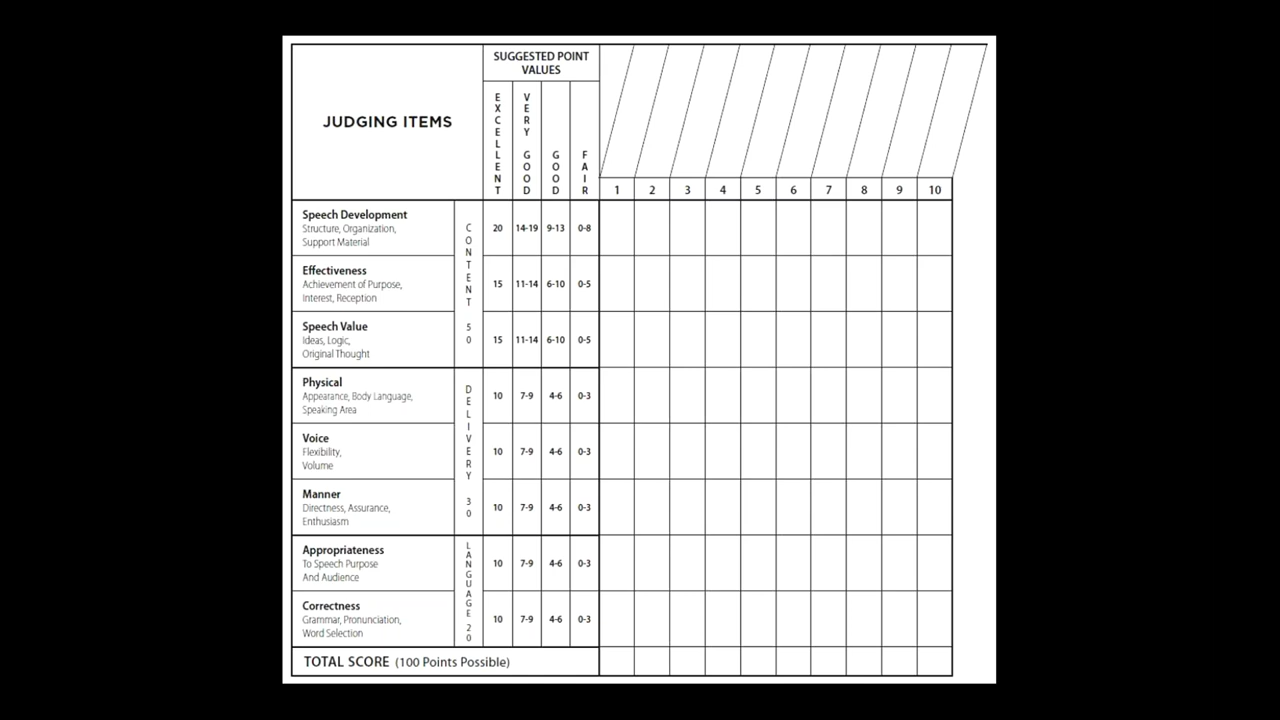 JUDGING ITEMS
SUGGESTED POINT
VALUES
EXCELLENT
VERY GOOD
GOOD
FAIR
1 2 3 4 5 6 7 8 9 10
CONTENT 50
Speech Development
Structure, Organization,
Support Material
20 14-19 9-13 0-8
Effectiveness
Achievement of Purpose,
Interest, Reception
15 11-14 6-10 0-5
Speech Value
Ideas, Logic,
Original Thought
15 11-14 6-10 0-5
DELIVERY 30
Physical
Appearance, Body Language,
Speaking Area
10 7-9 4-6 0-3
Voice
Flexibility,
Volume
10 7-9 4-6 0-3
Manner
Directness, Assurance,
Enthusiasm
10 7-9 4-6 0-3
LANGUAGE 20
Appropriateness
To Speech Purpose
And Audience
10 7-9 4-6 0-3
Correctness
Grammar, Pronunciation,
Word Selection
10 7-9 4-6 0-3
TOTAL SCORE (100 Points Possible)